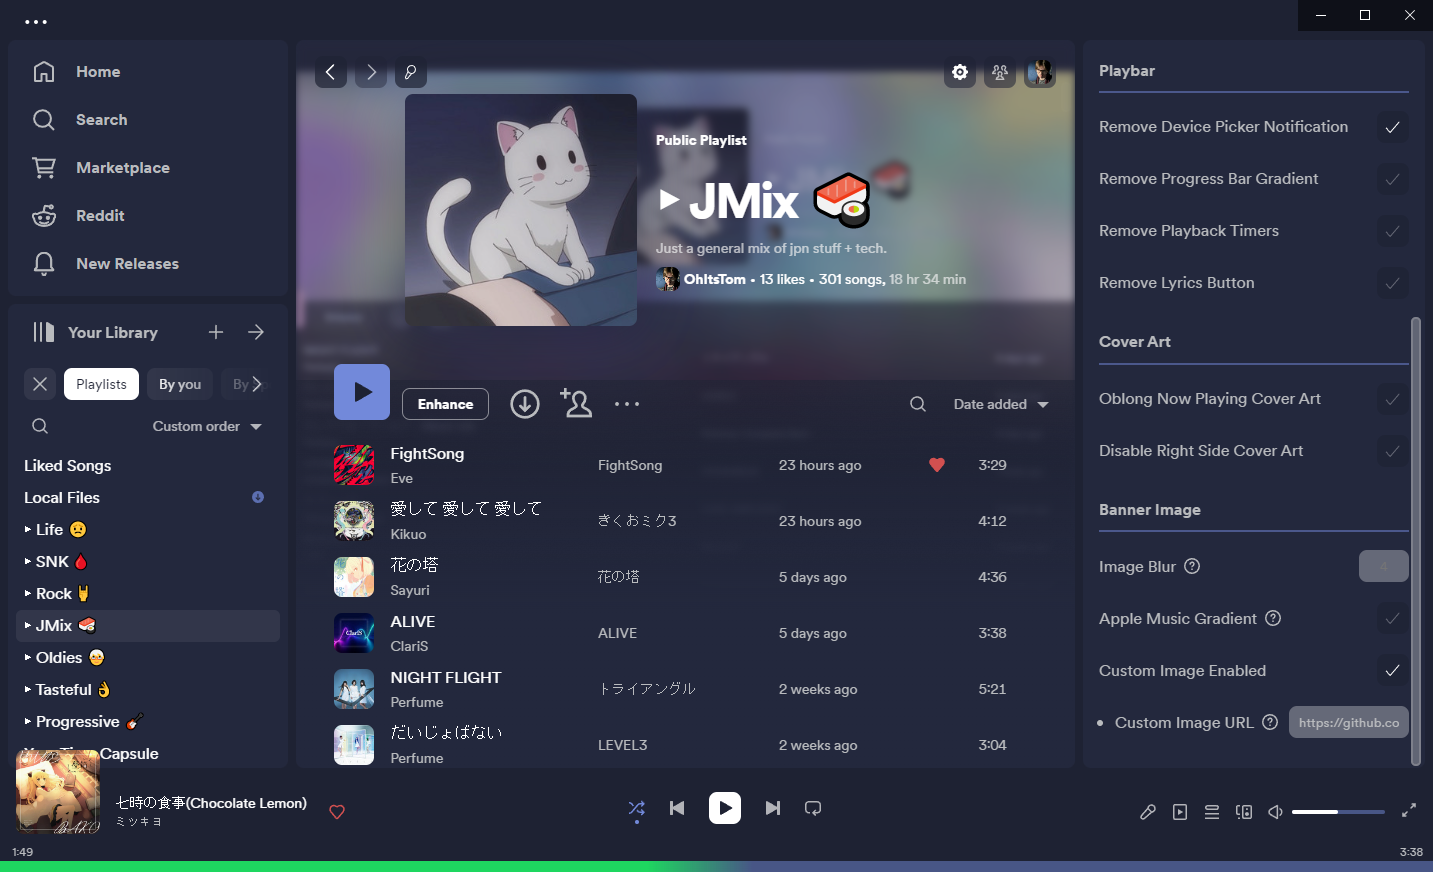 Home
Search
Marketplace
Reddit
New Releases
Your Library
Playlists
By you
By
Custom order
Liked Songs
Local Files
Life 😟
SNK 🩸
Rock 🤘
JMix 🍣
Oldies 👵
Tasteful 👌
Progressive 🎸
Capsule
Public Playlist
JMix 🍣
Just a general mix of jpn stuff + tech.
OhItsTom • 13 likes • 301 songs, 18 hr 34 min
Enhance
Date added
FightSong
Eve
FightSong
23 hours ago
3:29
愛して 愛して 愛して
Kikuo
きくおミク3
23 hours ago
4:12
花の塔
Sayuri
花の塔
5 days ago
4:36
ALIVE
ClariS
ALIVE
5 days ago
3:38
NIGHT FLIGHT
Perfume
トライアングル
2 weeks ago
5:21
だいじょばない
Perfume
LEVEL3
2 weeks ago
3:04
Playbar
Remove Device Picker Notification
Remove Progress Bar Gradient
Remove Playback Timers
Remove Lyrics Button
Cover Art
Oblong Now Playing Cover Art
Disable Right Side Cover Art
Banner Image
Image Blur
4
Apple Music Gradient
Custom Image Enabled
• Custom Image URL
https://github.co
七時の食事(Chocolate Lemon)
ミツキヨ
1:49
3:38